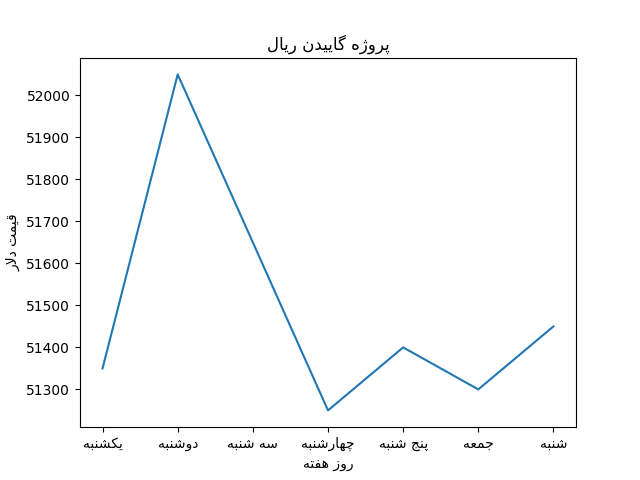 پروژه گاییدن ریال
52000
51900
51800
51700
51600
51500
51400
51300
قیمت دلار
یکشنبه دوشنبه سه شنبه چهارشنبه پنج شنبه جمعه شنبه
روز هفته